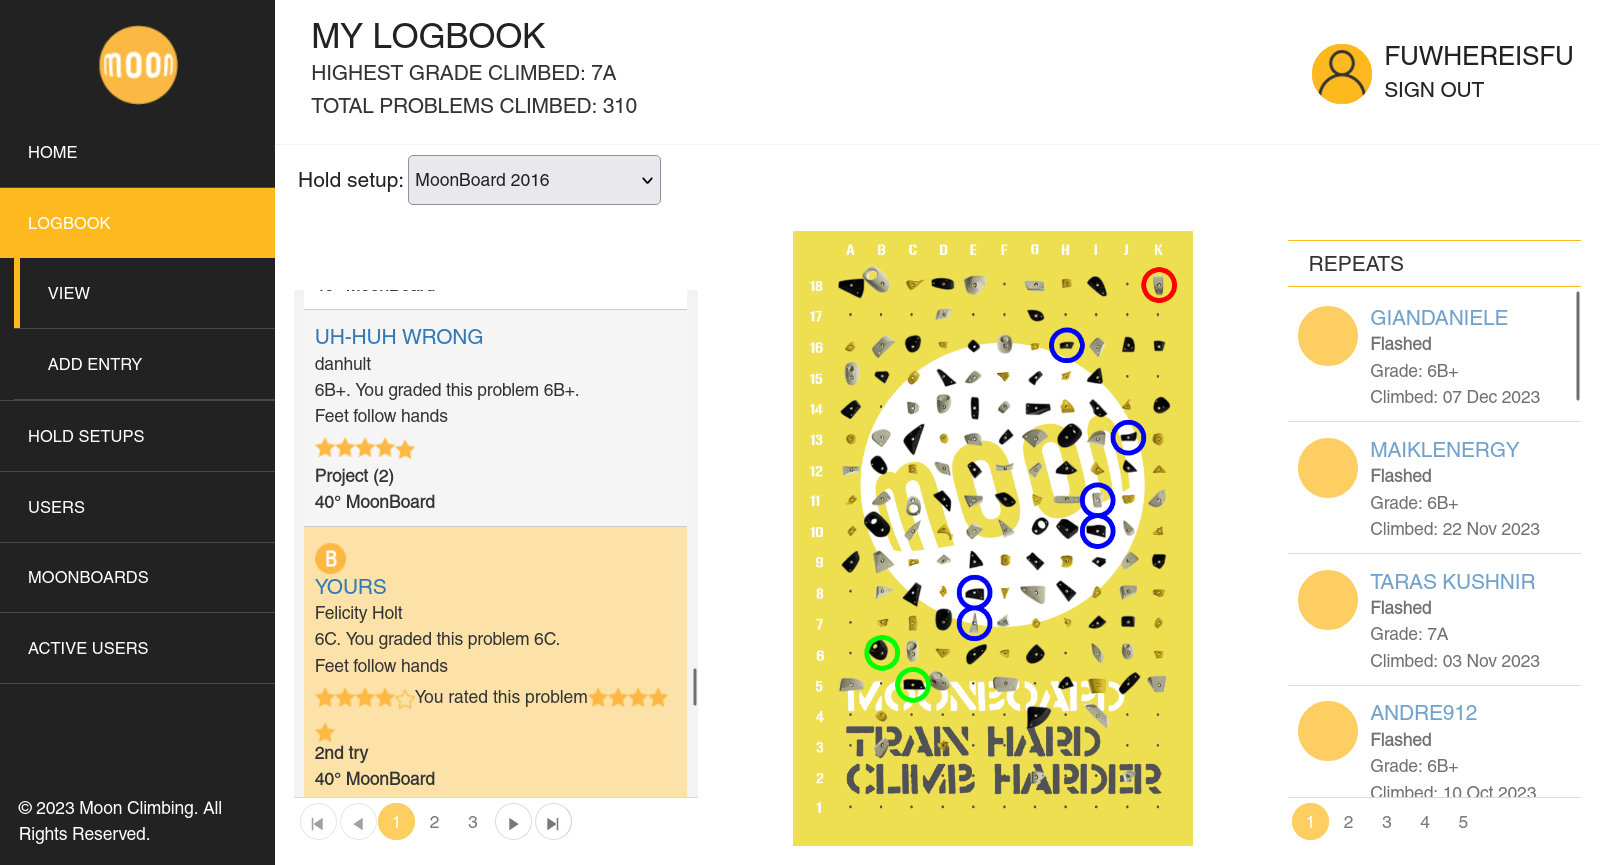 moon
HOME
LOGBOOK
VIEW
ADD ENTRY
HOLD SETUPS
USERS
MOONBOARDS
ACTIVE USERS
© 2023 Moon Climbing. All
Rights Reserved.
MY LOGBOOK
HIGHEST GRADE CLIMBED: 7A
TOTAL PROBLEMS CLIMBED: 310
FUWHEREISFU
SIGN OUT
Hold setup: MoonBoard 2016
40° MoonBoard
UH-HUH WRONG
danhult
6B+. You graded this problem 6B+.
Feet follow hands
Project (2)
40° MoonBoard
B
YOURS
Felicity Holt
6C. You graded this problem 6C.
Feet follow hands
You rated this problem
2nd try
40° MoonBoard
1 2 3
A B C D E F G H I J K
18
17
16
15
14
13
12
11
10
9
8
7
6
5
4
3
2
1
moon
MOONBOARD
TRAIN HARD
CLIMB HARDER
REPEATS
GIANDANIELE
Flashed
Grade: 6B+
Climbed: 07 Dec 2023
MAIKLENERGY
Flashed
Grade: 6B+
Climbed: 22 Nov 2023
TARAS KUSHNIR
Flashed
Grade: 7A
Climbed: 03 Nov 2023
ANDRE912
Flashed
Grade: 6B+
Climbed: 10 Oct 2023
1 2 3 4 5